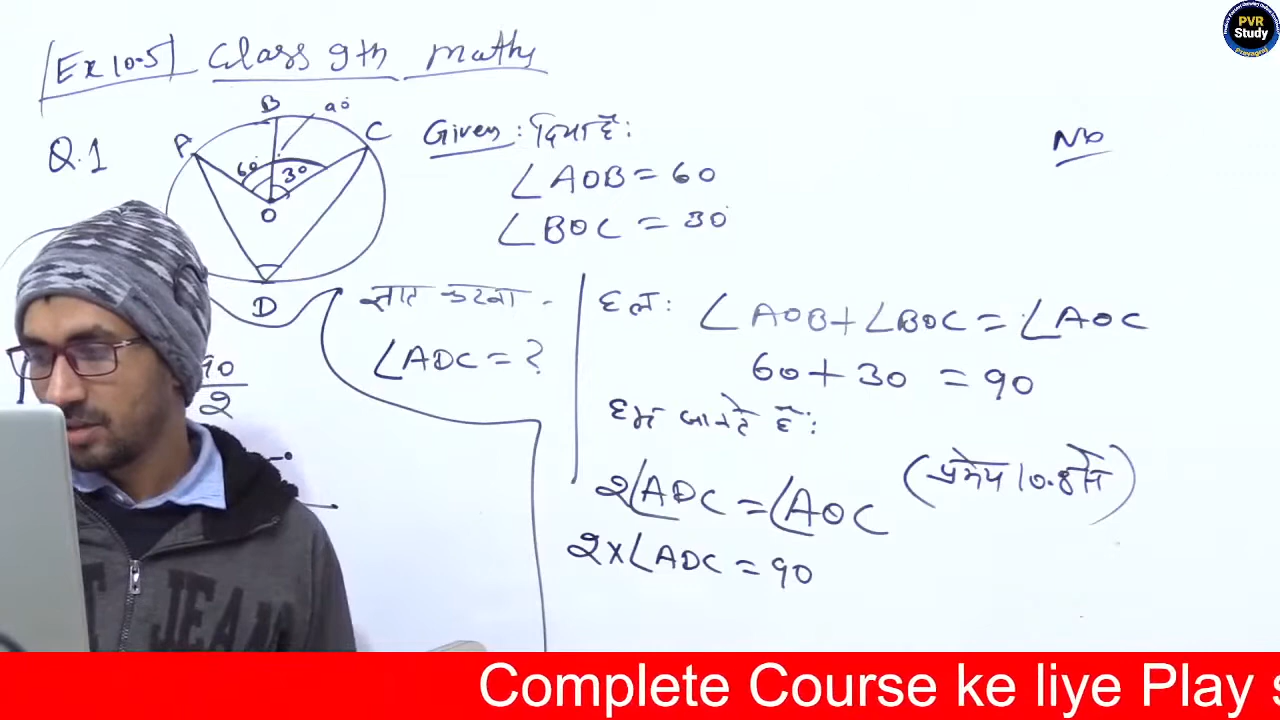 Ex 10.5 Class 9th maths
Q.1
B 90°
A C
60° 30°
O
D
Given : दिया है:
∠AOB = 60
∠BOC = 30°
ज्ञात करना -
∠ADC = ?
90
2
हल: ∠AOB + ∠BOC = ∠AOC
60 + 30 = 90
हम जानते हैं:
2∠ADC = ∠AOC (प्रमेय 10.8 से)
2×∠ADC = 90
PVR
Study
Prayagraj
Complete Course ke liye Play s